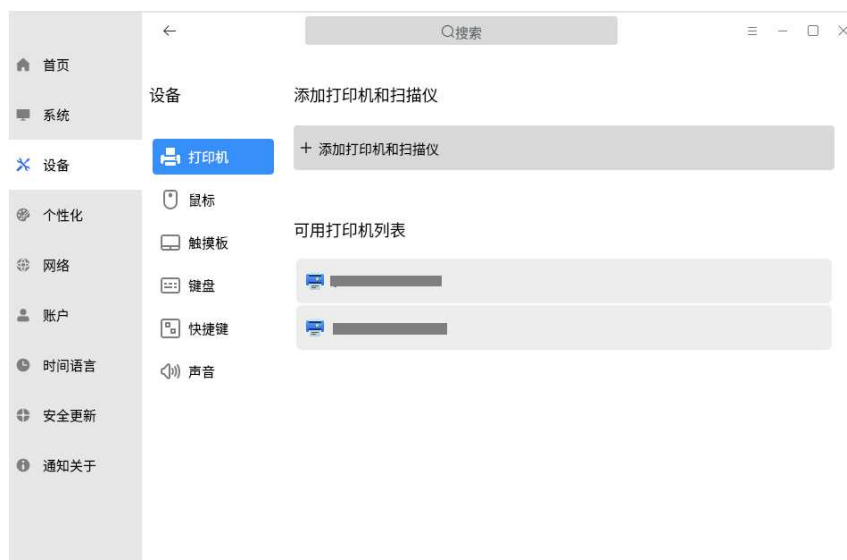 搜索
首页
系统
设备
个性化
网络
账户
时间语言
安全更新
通知关于
设备
打印机
鼠标
触摸板
键盘
快捷键
声音
添加打印机和扫描仪
+ 添加打印机和扫描仪
可用打印机列表